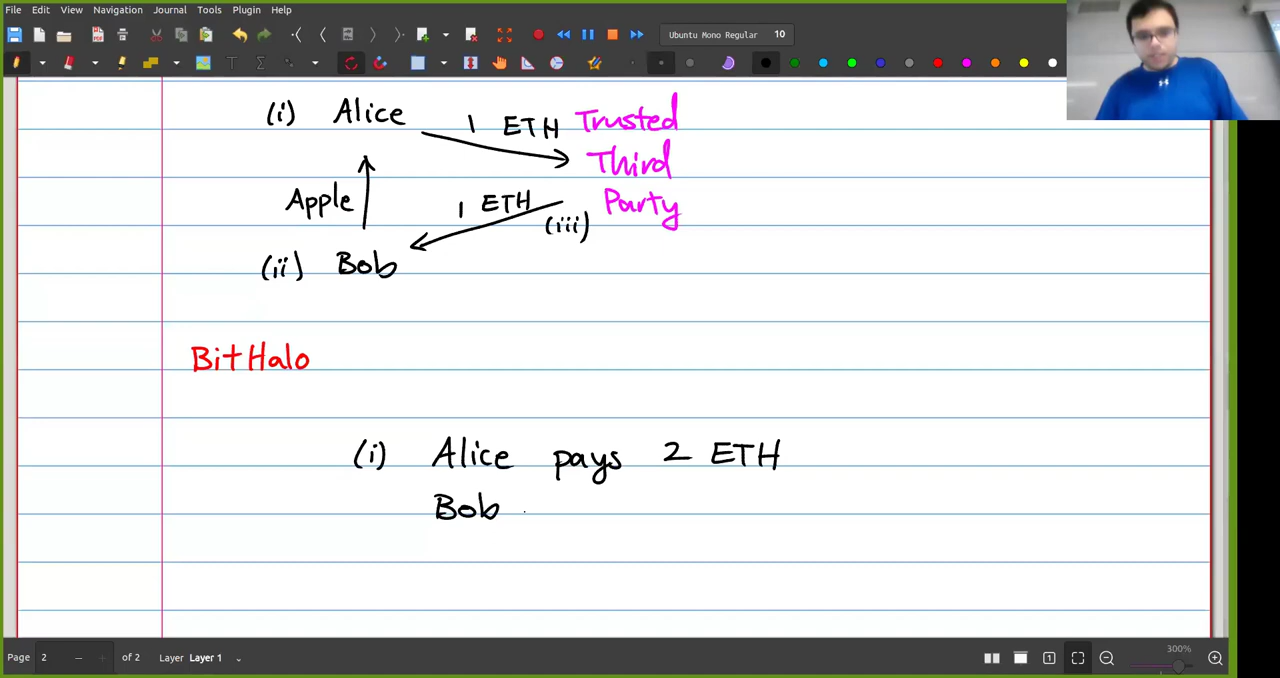 File Edit View Navigation Journal Tools Plugin Help
Ubuntu Mono Regular 10
(i) Alice
1 ETH
Trusted
Third
Party
Apple
1 ETH
(iii)
(ii) Bob
BitHalo
(i) Alice pays 2 ETH
Bob
Page 2 of 2 Layer Layer 1
300%